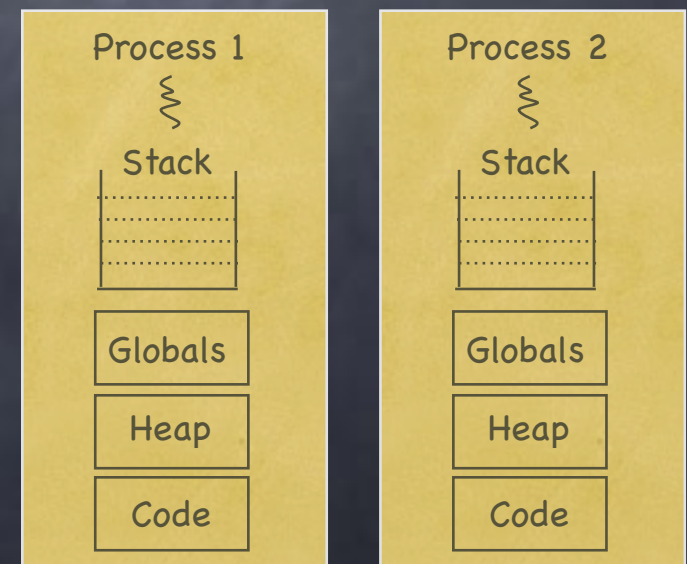 Process 1
Stack
Globals
Heap
Code
Process 2
Stack
Globals
Heap
Code